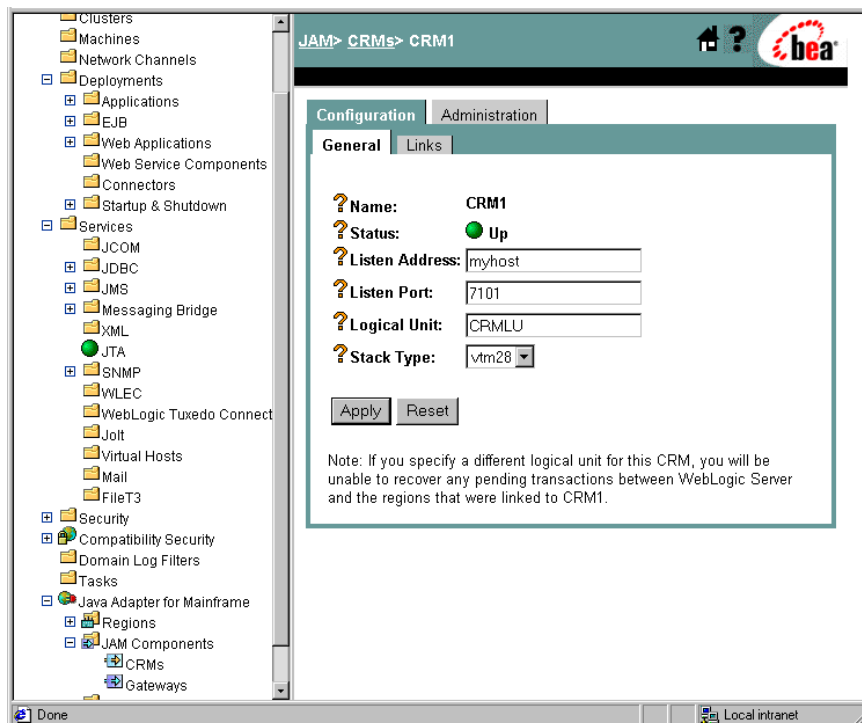 Clusters
Machines
Network Channels
Deployments
Applications
EJB
Web Applications
Web Service Components
Connectors
Startup & Shutdown
Services
JCOM
JDBC
JMS
Messaging Bridge
XML
JTA
SNMP
WLEC
WebLogic Tuxedo Connect
Jolt
Virtual Hosts
Mail
FileT3
Security
Compatibility Security
Domain Log Filters
Tasks
Java Adapter for Mainframe
Regions
JAM Components
CRMs
Gateways
JAM> CRMs> CRM1
? bea
Configuration Administration
General Links
? Name: CRM1
? Status: Up
? Listen Address: myhost
? Listen Port: 7101
? Logical Unit: CRMLU
? Stack Type: vtm28
Apply Reset
Note: If you specify a different logical unit for this CRM, you will be
unable to recover any pending transactions between WebLogic Server
and the regions that were linked to CRM1.
Done Local intranet